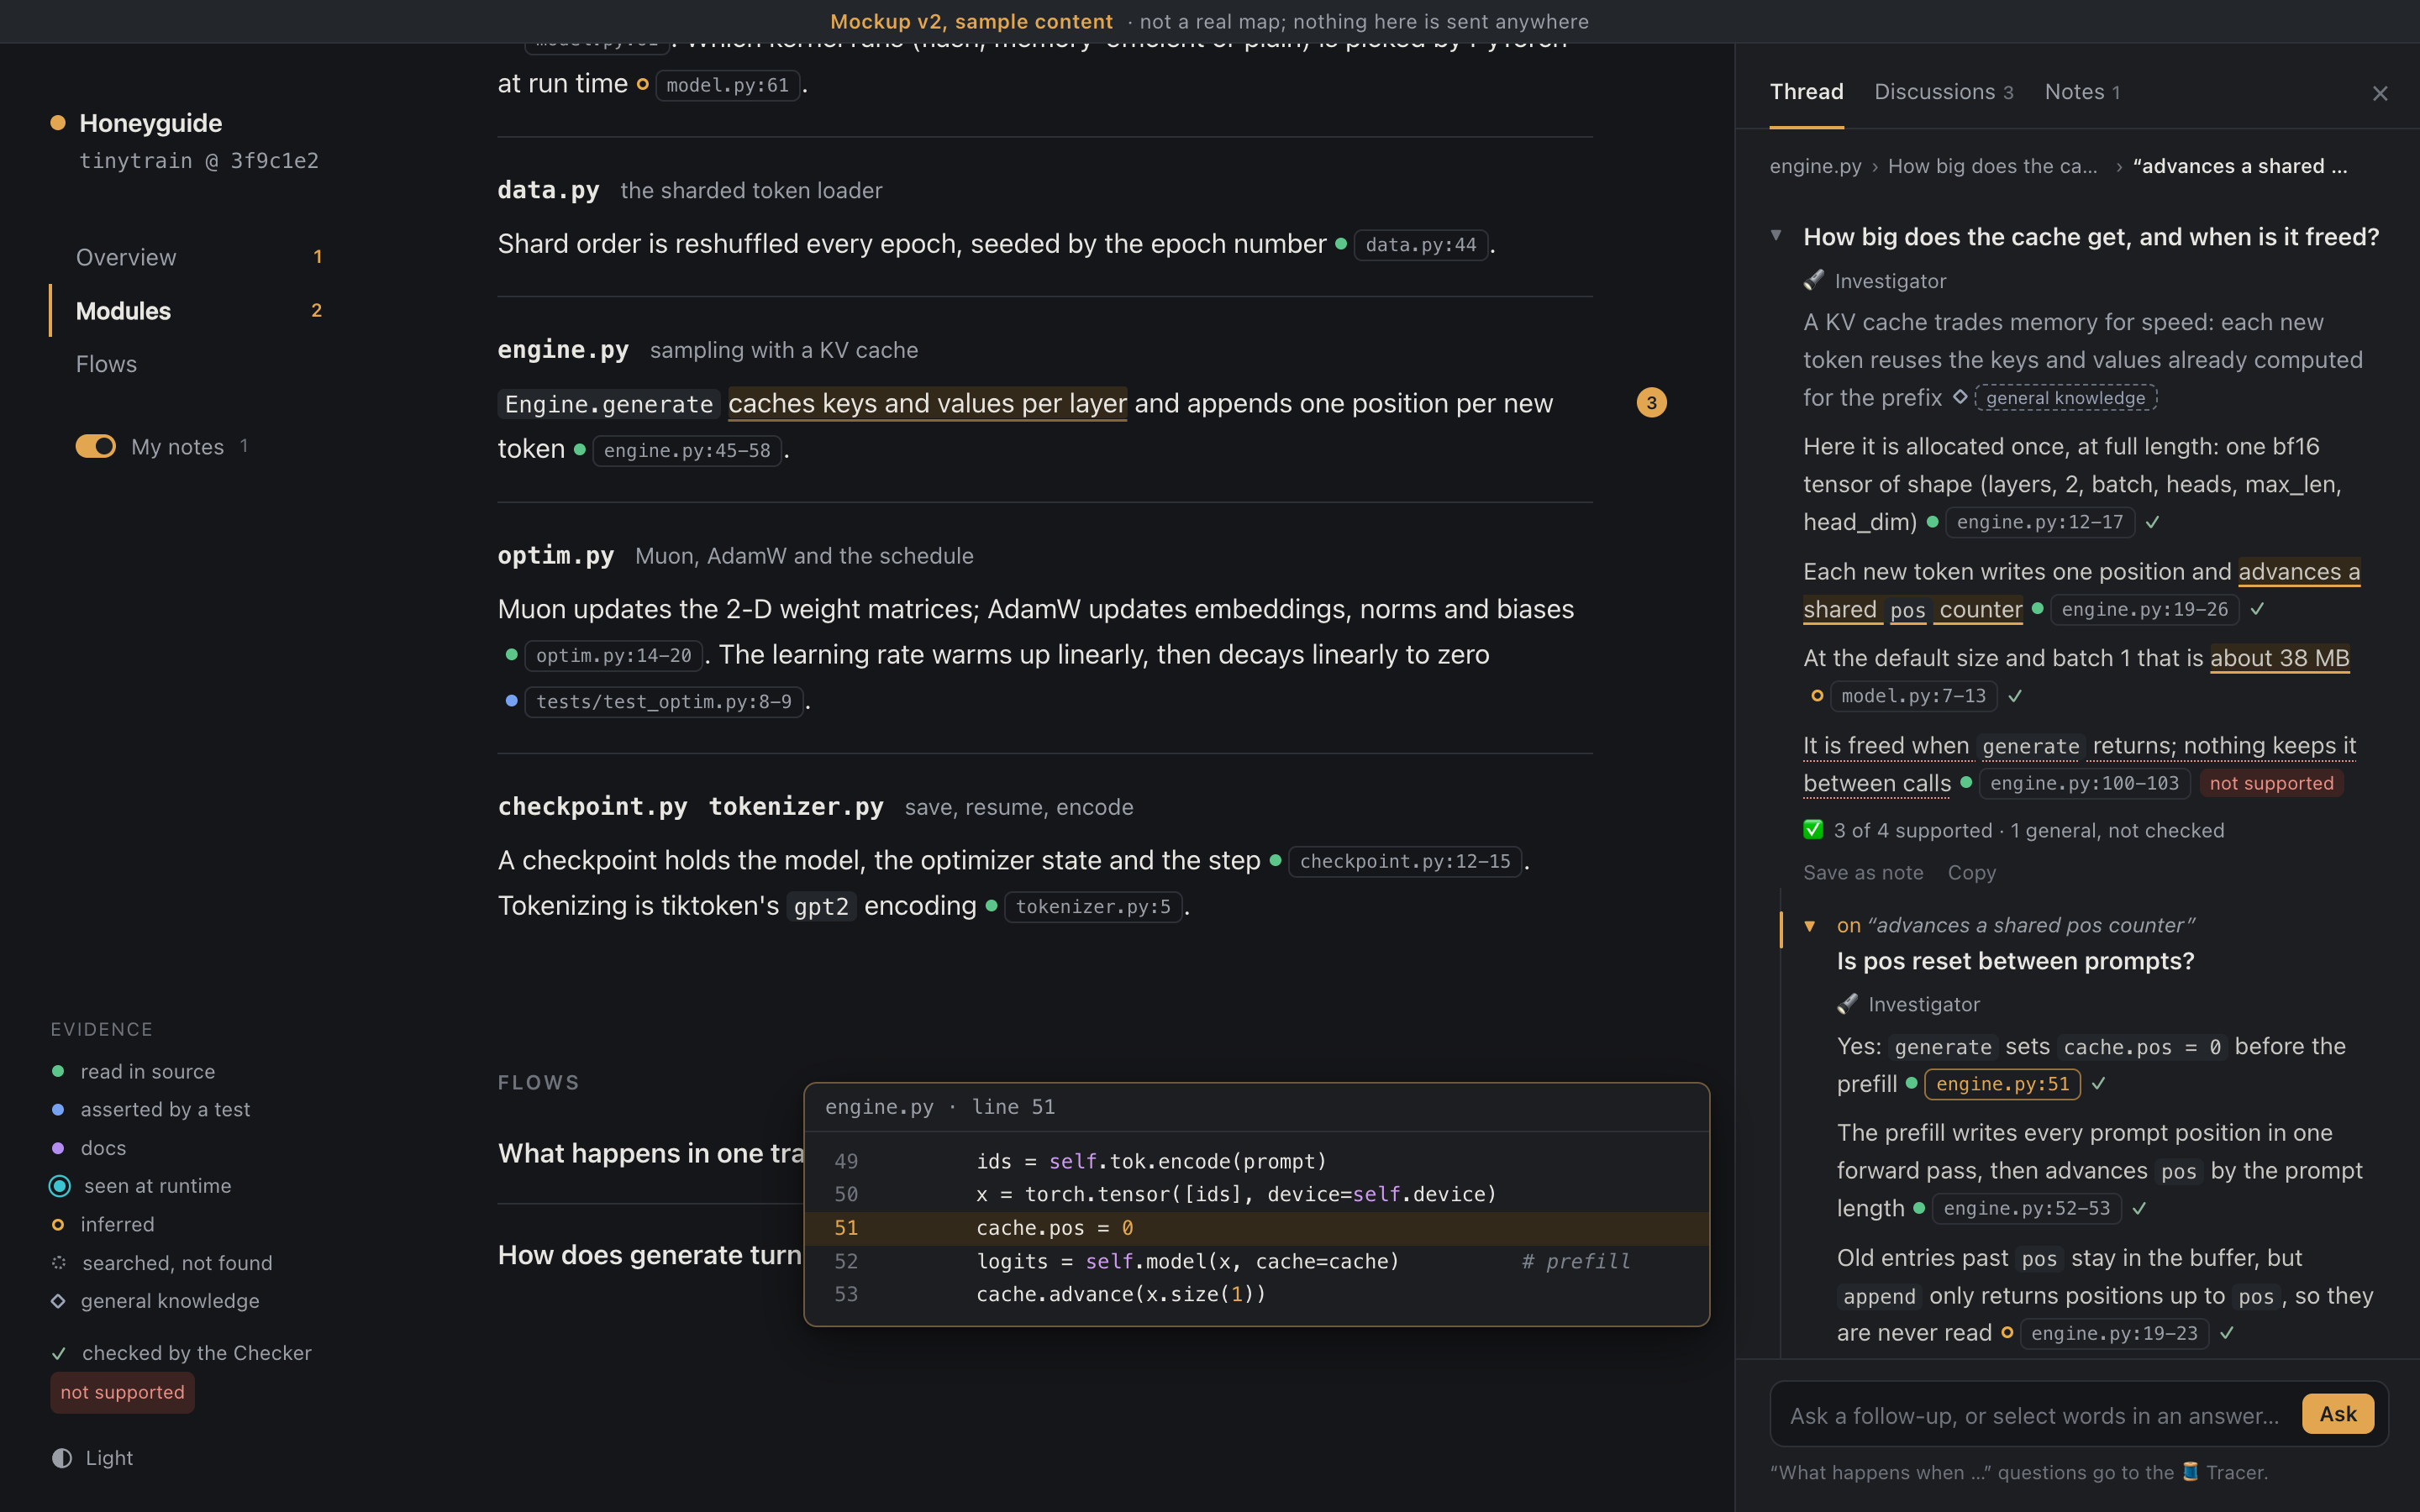 Mockup v2, sample content · not a real map; nothing here is sent anywhere
Honeyguide
tinytrain @ 3f9c1e2
Overview 1
Modules 2
Flows
My notes 1
EVIDENCE
read in source
asserted by a test
docs
seen at runtime
inferred
searched, not found
general knowledge
✓ checked by the Checker
not supported
Light
at run time model.py:61.
data.py the sharded token loader
Shard order is reshuffled every epoch, seeded by the epoch number data.py:44.
engine.py sampling with a KV cache
Engine.generate caches keys and values per layer and appends one position per new 3
token engine.py:45–58.
optim.py Muon, AdamW and the schedule
Muon updates the 2-D weight matrices; AdamW updates embeddings, norms and biases
optim.py:14–20. The learning rate warms up linearly, then decays linearly to zero
tests/test_optim.py:8–9.
checkpoint.py tokenizer.py save, resume, encode
A checkpoint holds the model, the optimizer state and the step checkpoint.py:12–15.
Tokenizing is tiktoken's gpt2 encoding tokenizer.py:5.
FLOWS
What happens in one tra
How does generate turn
engine.py · line 51
49 ids = self.tok.encode(prompt)
50 x = torch.tensor([ids], device=self.device)
51 cache.pos = 0
52 logits = self.model(x, cache=cache) # prefill
53 cache.advance(x.size(1))
Thread Discussions 3 Notes 1 ×
engine.py › How big does the ca… › “advances a shared …
How big does the cache get, and when is it freed?
Investigator
A KV cache trades memory for speed: each new
token reuses the keys and values already computed
for the prefix general knowledge
Here it is allocated once, at full length: one bf16
tensor of shape (layers, 2, batch, heads, max_len,
head_dim) engine.py:12–17 ✓
Each new token writes one position and advances a
shared pos counter engine.py:19–26 ✓
At the default size and batch 1 that is about 38 MB
model.py:7–13 ✓
It is freed when generate returns; nothing keeps it
between calls engine.py:100–103 not supported
✅ 3 of 4 supported · 1 general, not checked
Save as note Copy
on “advances a shared pos counter”
Is pos reset between prompts?
Investigator
Yes: generate sets cache.pos = 0 before the
prefill engine.py:51 ✓
The prefill writes every prompt position in one
forward pass, then advances pos by the prompt
length engine.py:52–53 ✓
Old entries past pos stay in the buffer, but
append only returns positions up to pos, so they
are never read engine.py:19–23 ✓
Ask a follow-up, or select words in an answer… Ask
“What happens when …” questions go to the 🧵 Tracer.